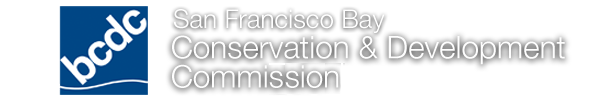 bcdc
San Francisco Bay
Conservation & Development
Commission